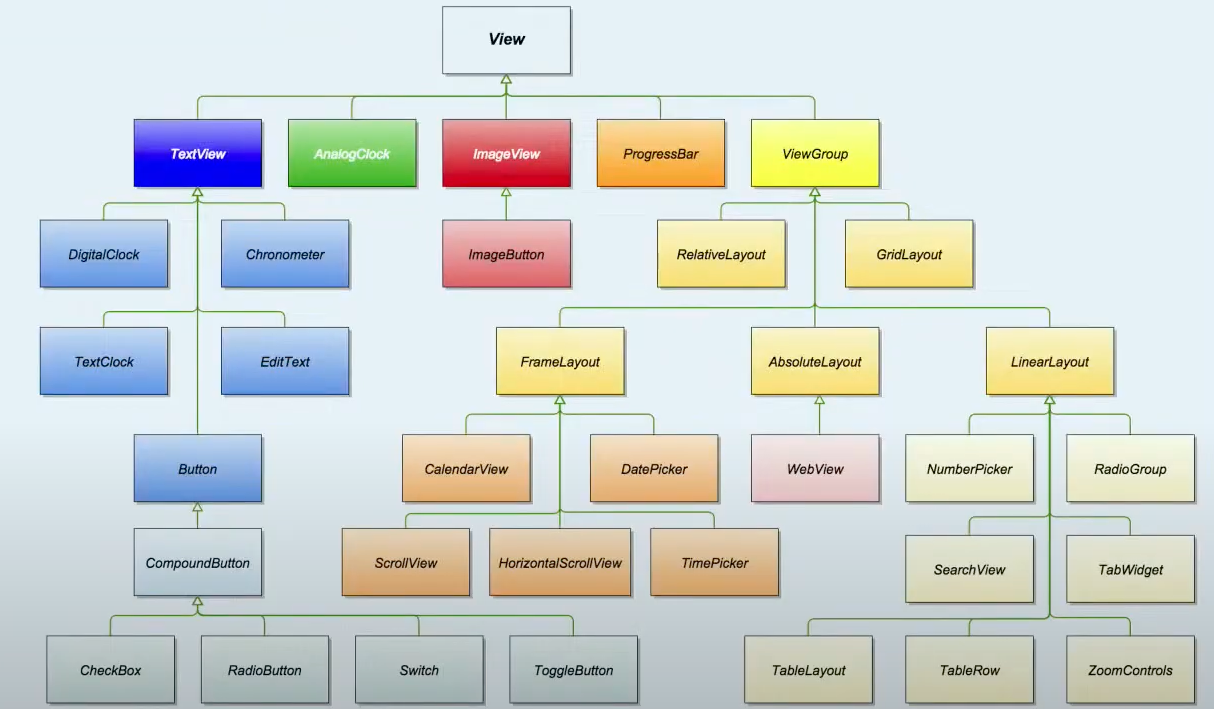 View
TextView
AnalogClock
ImageView
ProgressBar
ViewGroup
DigitalClock
Chronometer
ImageButton
RelativeLayout
GridLayout
TextClock
EditText
FrameLayout
AbsoluteLayout
LinearLayout
Button
CalendarView
DatePicker
WebView
NumberPicker
RadioGroup
CompoundButton
ScrollView
HorizontalScrollView
TimePicker
SearchView
TabWidget
CheckBox
RadioButton
Switch
ToggleButton
TableLayout
TableRow
ZoomControls